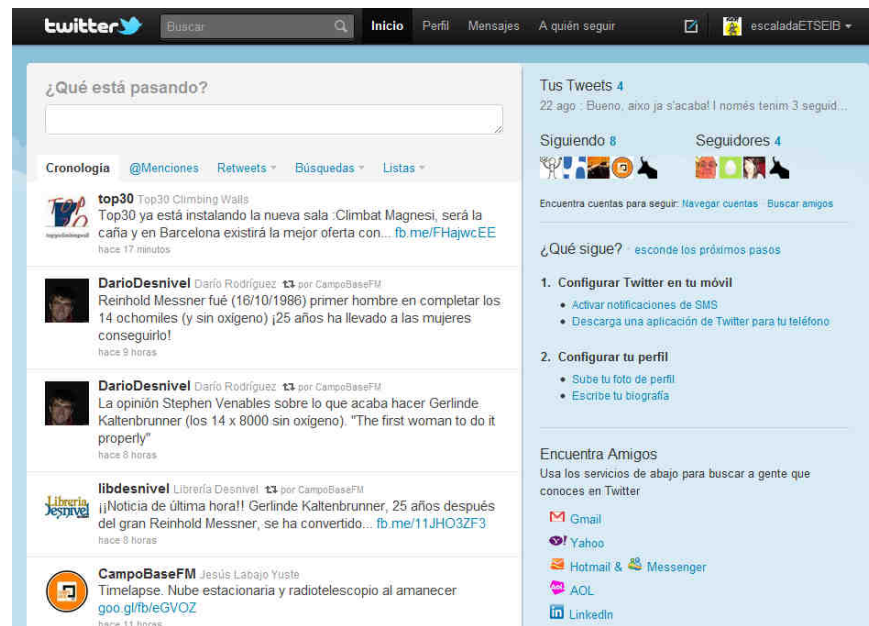 twitter
Buscar
Inicio Perfil Mensajes A quién seguir escaladaETSEIB
¿Qué está pasando?
Cronología @Menciones Retweets Búsquedas Listas
TOP 30
top30 Top30 Climbing Walls
Top30 ya está instalando la nueva sala :Climbat Magnesi, será la
caña y en Barcelona existirá la mejor oferta con... fb.me/FHajwcEE
hace 17 minutos
DarioDesnivel Darío Rodríguez por CampoBaseFM
Reinhold Messner fué (16/10/1986) primer hombre en completar los
14 ochomiles (y sin oxígeno) ¡25 años ha llevado a las mujeres
conseguirlo!
hace 9 horas
DarioDesnivel Darío Rodríguez por CampoBaseFM
La opinión Stephen Venables sobre lo que acaba hacer Gerlinde
Kaltenbrunner (los 14 x 8000 sin oxígeno). "The first woman to do it
properly"
hace 8 horas
Librería
Desnivel
libdesnivel Librería Desnivel por CampoBaseFM
¡¡Noticia de última hora!! Gerlinde Kaltenbrunner, 25 años después
del gran Reinhold Messner, se ha convertido... fb.me/11JHO3ZF3
hace 8 horas
CampoBaseFM Jesús Labajo Yuste
Timelapse. Nube estacionaria y radiotelescopio al amanecer
goo.gl/fb/eGVOZ
hace 11 horas
Tus Tweets 4
22 ago : Bueno, aixo ja s'acaba! I només tenim 3 seguid...
Siguiendo 8 Seguidores 4
Encuentra cuentas para seguir: Navegar cuentas · Buscar amigos
¿Qué sigue? · esconde los próximos pasos
1. Configurar Twitter en tu móvil
• Activar notificaciones de SMS
• Descarga una aplicación de Twitter para tu teléfono
2. Configurar tu perfil
• Sube tu foto de perfil
• Escribe tu biografía
Encuentra Amigos
Usa los servicios de abajo para buscar a gente que
conoces en Twitter
Gmail
Yahoo
Hotmail & Messenger
AOL
LinkedIn